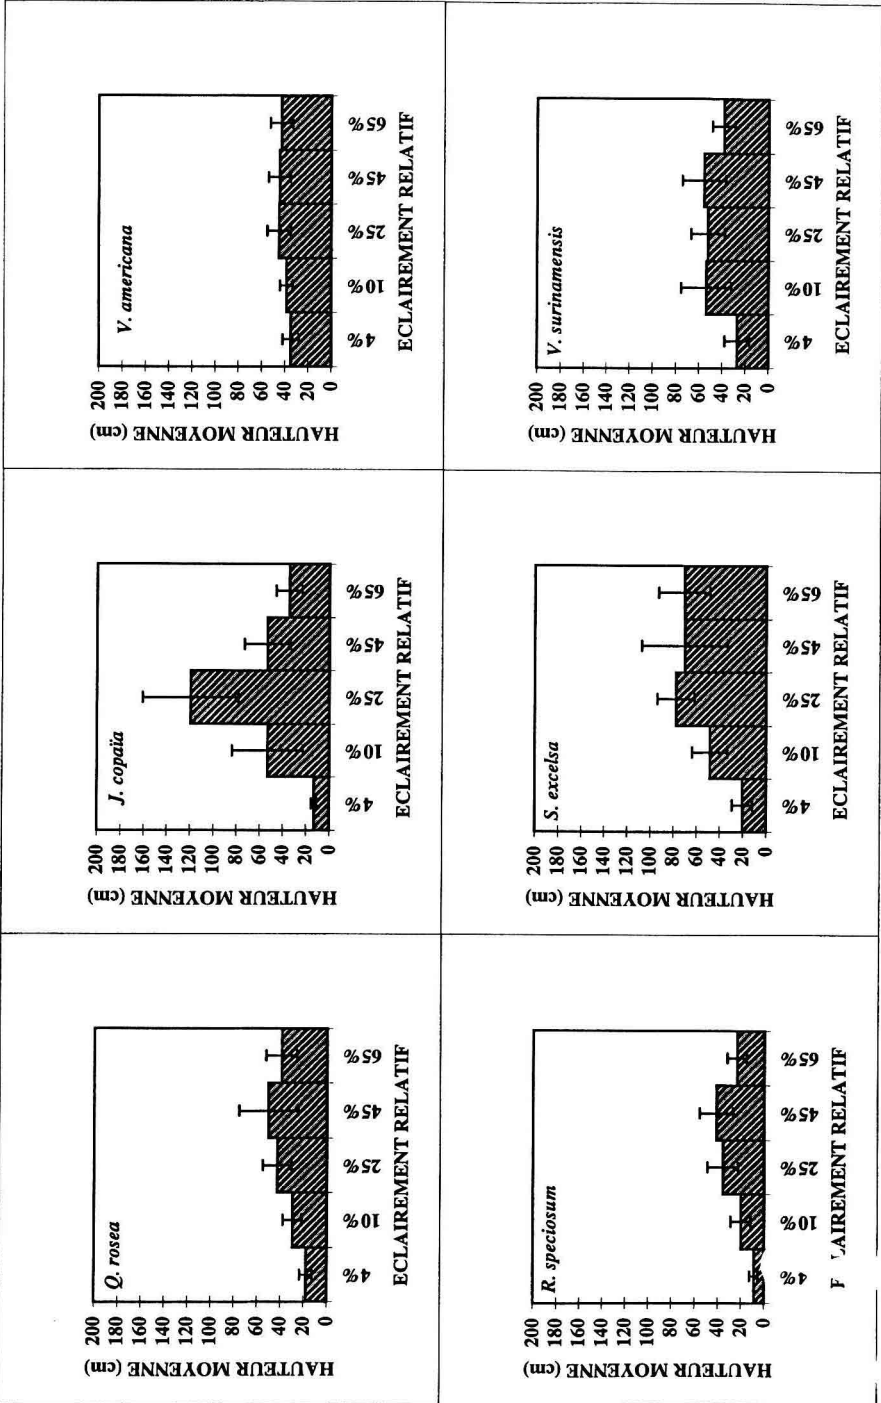 Q. rosea
HAUTEUR MOYENNE (cm)
200
180
160
140
120
100
80
60
40
20
0
4% 10% 25% 45% 65%
ECLAIREMENT RELATIF
J. copaïa
HAUTEUR MOYENNE (cm)
200
180
160
140
120
100
80
60
40
20
0
4% 10% 25% 45% 65%
ECLAIREMENT RELATIF
V. americana
HAUTEUR MOYENNE (cm)
200
180
160
140
120
100
80
60
40
20
0
4% 10% 25% 45% 65%
ECLAIREMENT RELATIF
R. speciosum
HAUTEUR MOYENNE (cm)
200
180
160
140
120
100
80
60
40
20
0
4% 10% 25% 45% 65%
RELATIF
S. excelsa
HAUTEUR MOYENNE (cm)
200
180
160
140
120
100
80
60
40
20
0
4% 10% 25% 45% 65%
ECLAIREMENT RELATIF
V. surinamensis
HAUTEUR MOYENNE (cm)
200
180
160
140
120
100
80
60
40
20
0
4% 10% 25% 45% 65%
ECLAIREMENT RELATIF